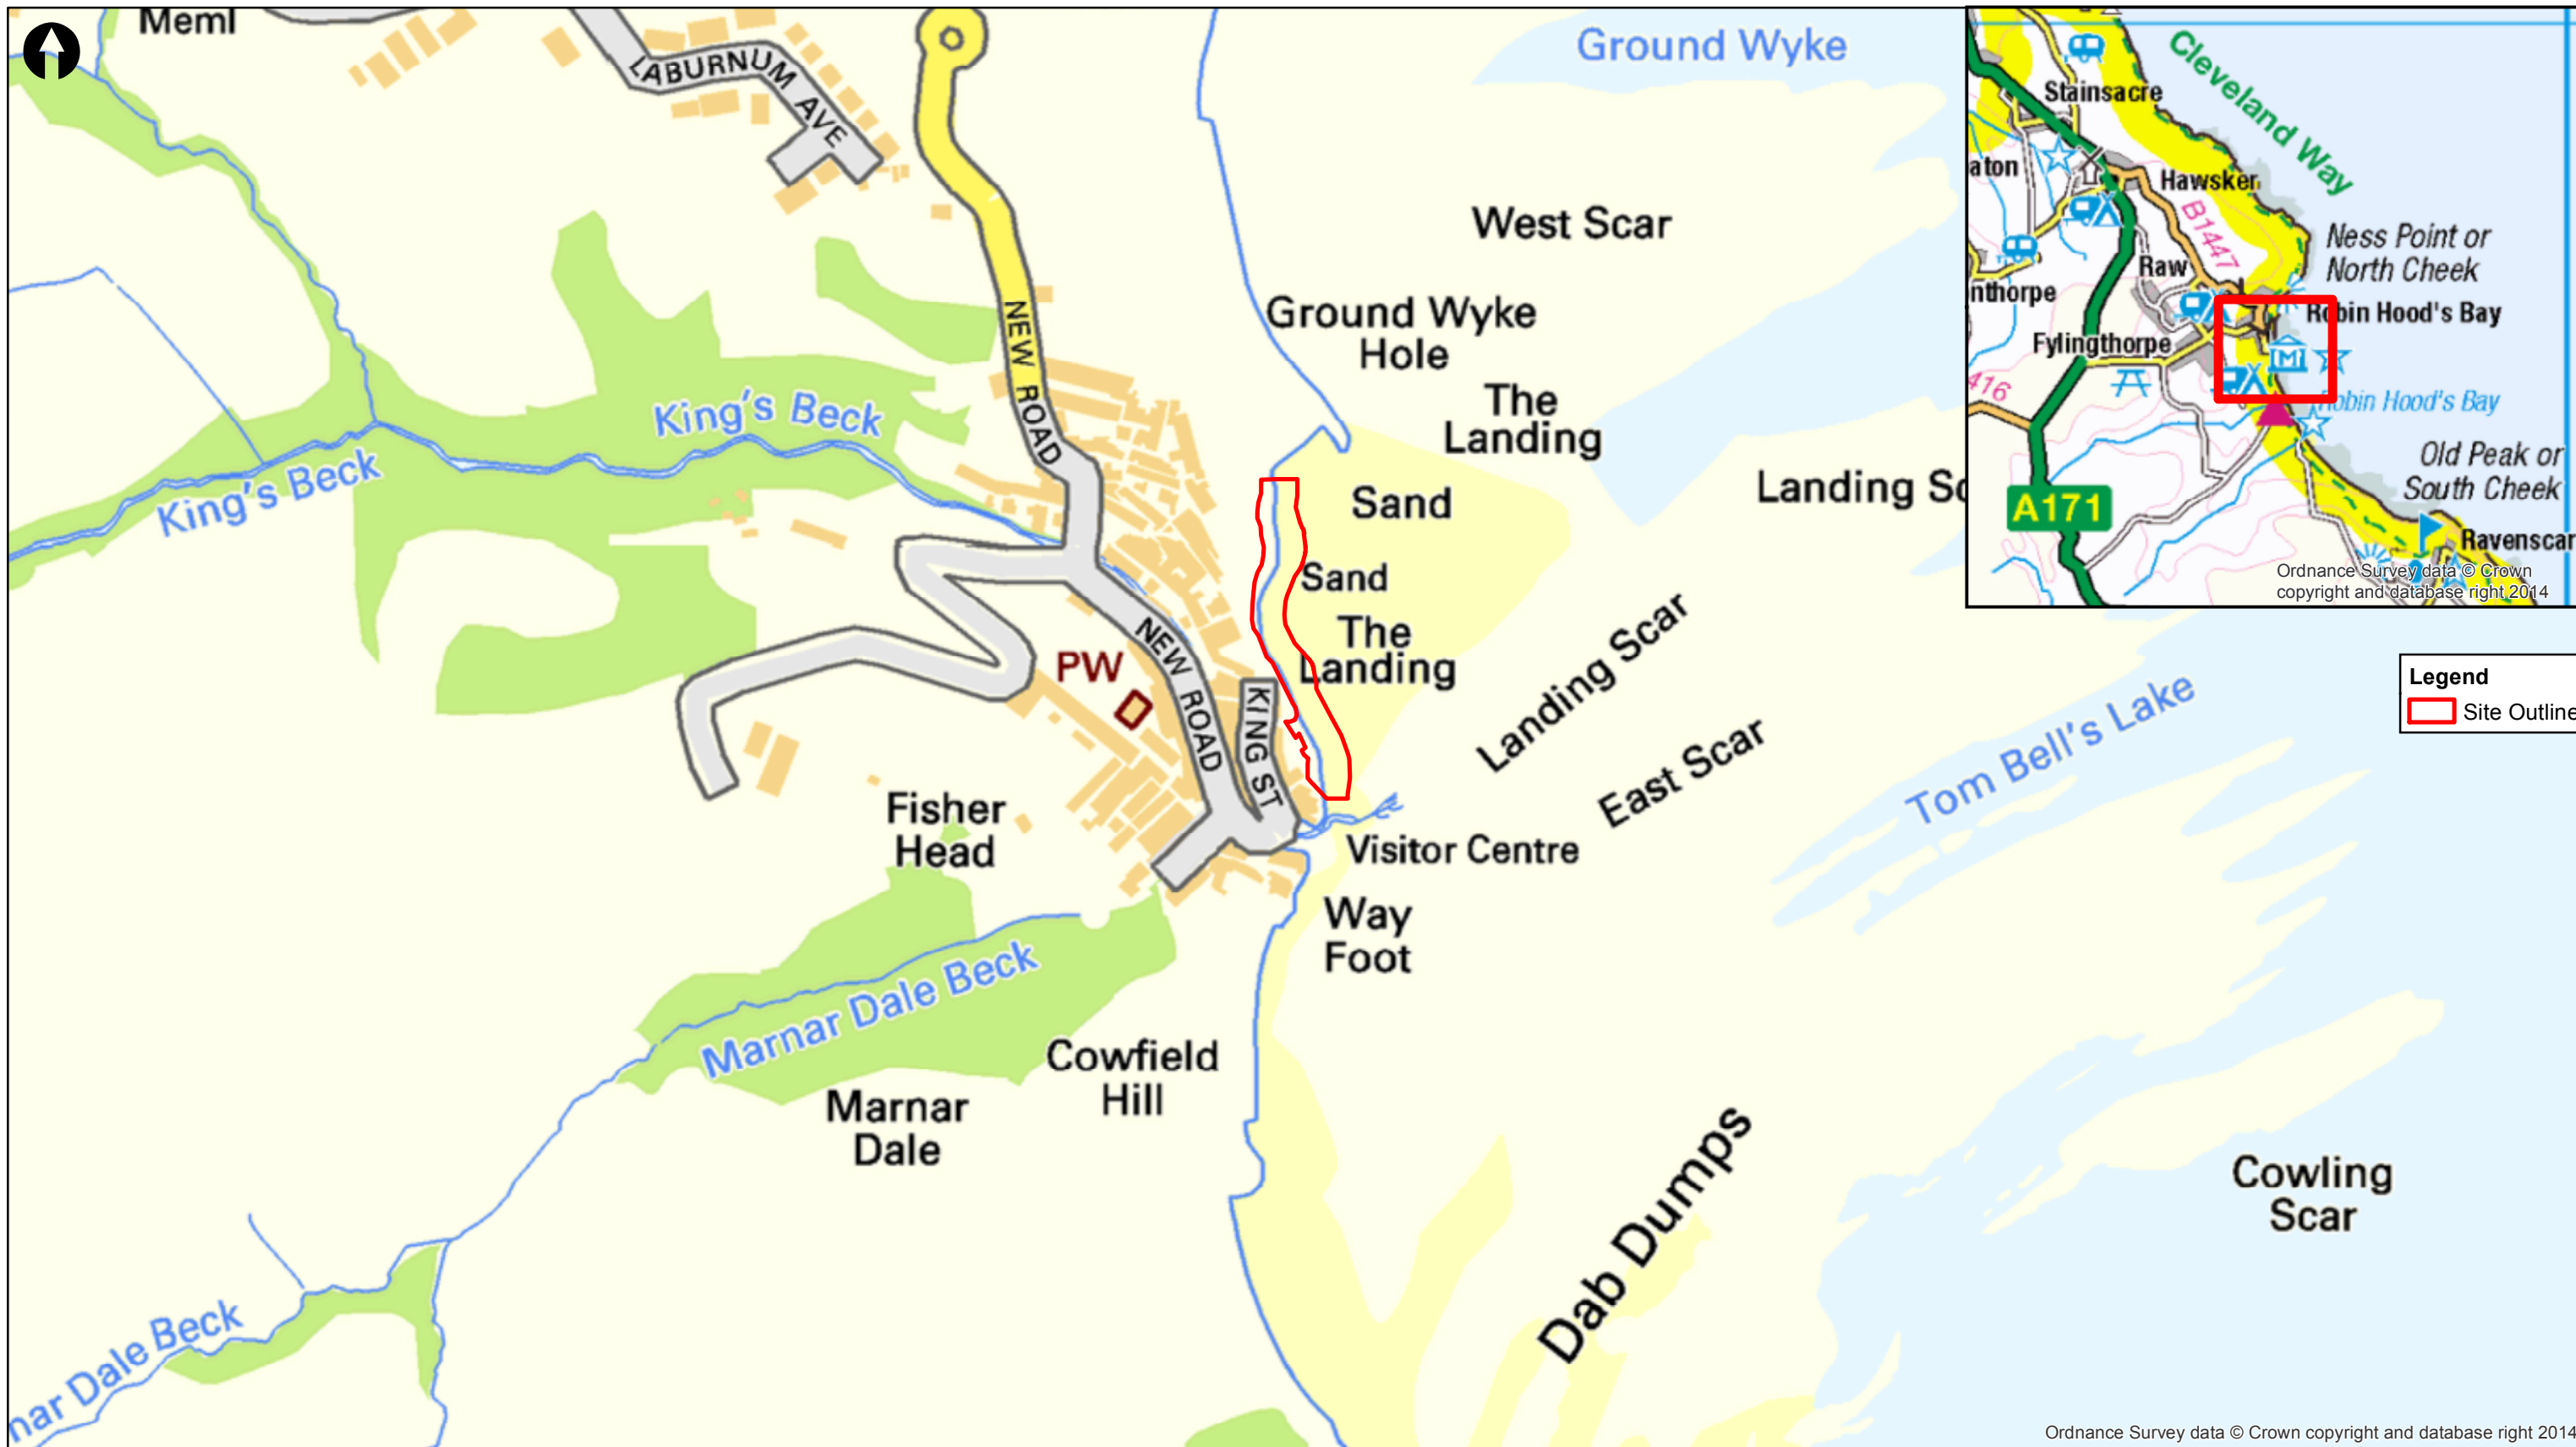 Meml
LABURNUM AVE
Ground Wyke
West Scar
Ground Wyke
Hole
NEW ROAD
The
Landing
King's Beck
King's Beck
Sand
Landing Sc
Sand
The
Landing
Landing Scar
NEW ROAD
PW
KING ST
East Scar
Tom Bell's Lake
Fisher
Head
Visitor Centre
Way
Foot
Marnar Dale Beck
Cowfield
Hill
Marnar
Dale
Dab Dumps
Cowling
Scar
nar Dale Beck
Cleveland Way
Stainsacre
aton
Hawsker
B1447
Ness Point or
North Cheek
Raw
nthorpe
Robin Hood's Bay
Fylingthorpe
416
Robin Hood's Bay
Old Peak or
South Cheek
A171
Ravenscar
Ordnance Survey data © Crown
copyright and database right 2014
Legend
Site Outline
Ordnance Survey data © Crown copyright and database right 2014